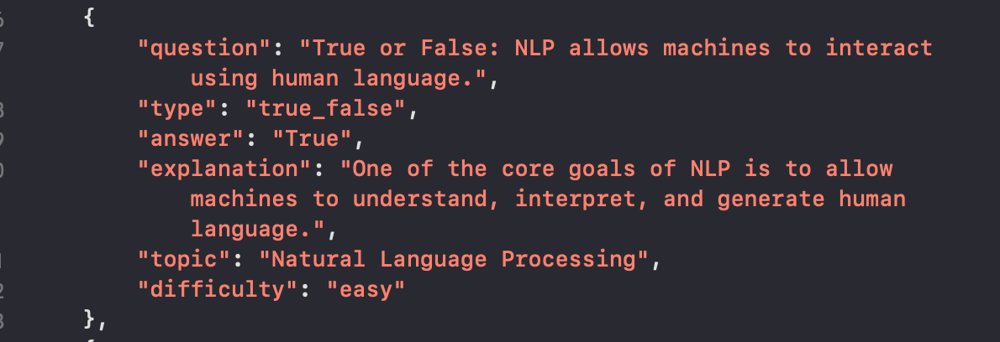 {
"question": "True or False: NLP allows machines to interact
using human language.",
"type": "true_false",
"answer": "True",
"explanation": "One of the core goals of NLP is to allow
machines to understand, interpret, and generate human
language.",
"topic": "Natural Language Processing",
"difficulty": "easy"
},